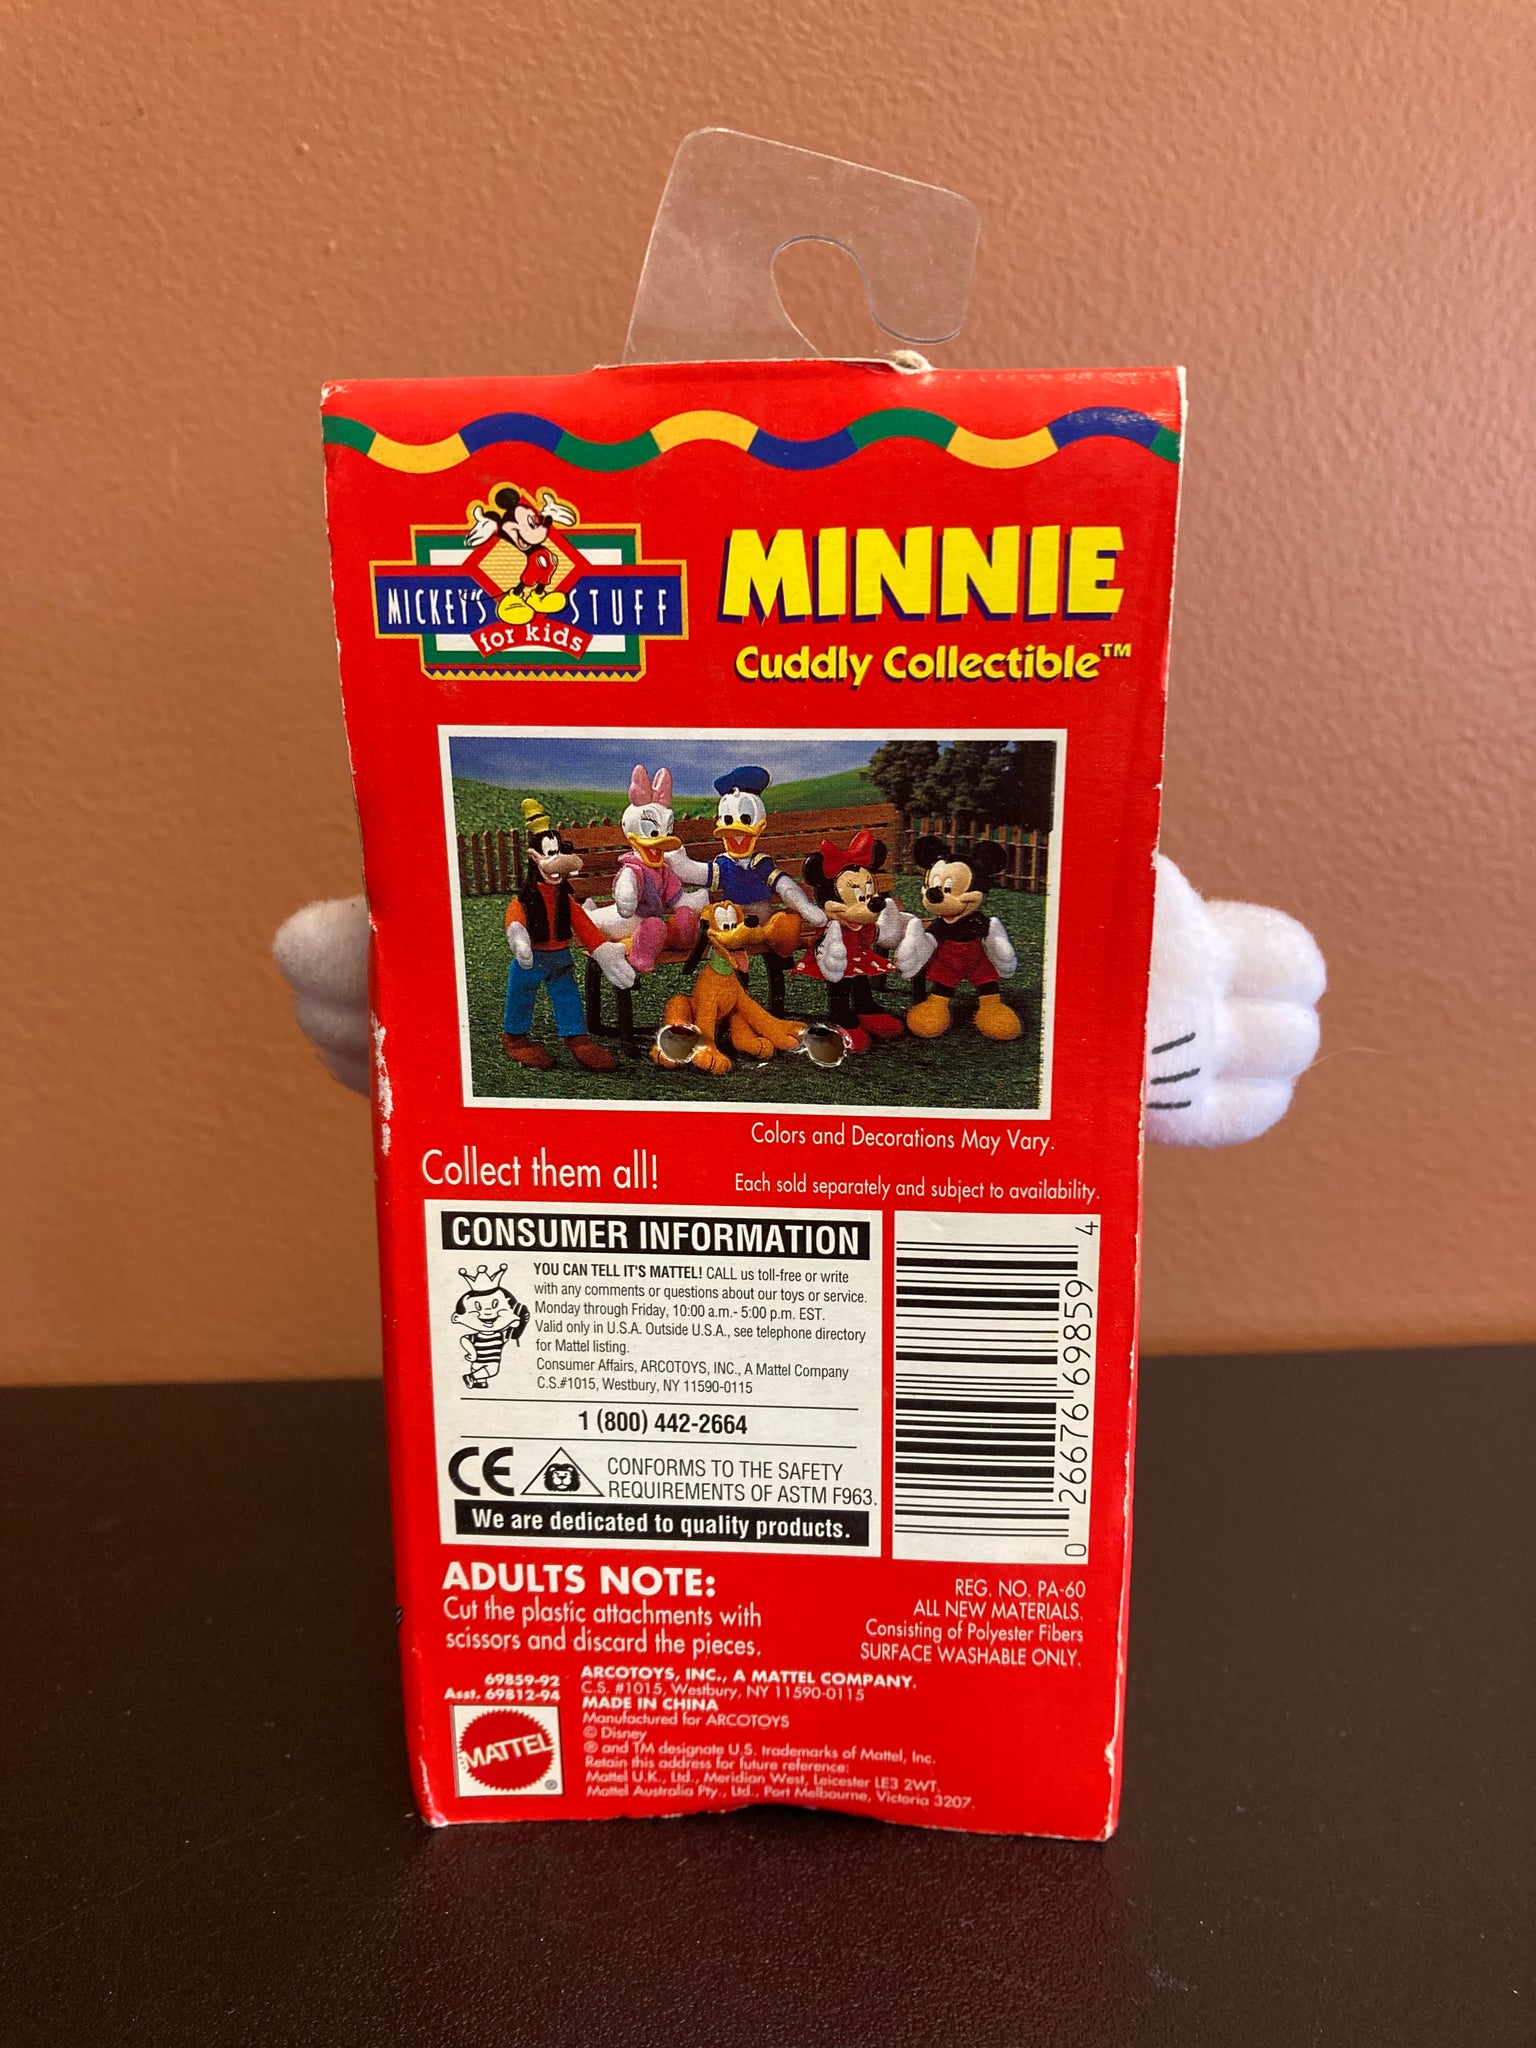 MICKEY'S STUFF
for kids
MINNIE
Cuddly Collectible™
Colors and Decorations May Vary.
Collect them all!
Each sold separately and subject to availability.
CONSUMER INFORMATION
YOU CAN TELL IT'S MATTEL! CALL us toll-free or write
with any comments or questions about our toys or service.
Monday through Friday, 10:00 a.m.- 5:00 p.m. EST.
Valid only in U.S.A. Outside U.S.A., see telephone directory
for Mattel listing.
Consumer Affairs, ARCOTOYS, INC., A Mattel Company
C.S.#1015, Westbury, NY 11590-0115
1 (800) 442-2664
CE
CONFORMS TO THE SAFETY
REQUIREMENTS OF ASTM F963.
We are dedicated to quality products.
0 26676 69859 4
ADULTS NOTE:
Cut the plastic attachments with
scissors and discard the pieces.
REG. NO. PA-60
ALL NEW MATERIALS.
Consisting of Polyester Fibers
SURFACE WASHABLE ONLY.
69859-92
Asst. 69812-94
MATTEL®
ARCOTOYS, INC., A MATTEL COMPANY.
C.S. #1015, Westbury, NY 11590-0115
MADE IN CHINA
Manufactured for ARCOTOYS
© Disney
® and TM designate U.S. trademarks of Mattel, Inc.
Retain this address for future reference:
Mattel U.K., Ltd., Meridian West, Leicester LE3 2WT.
Mattel Australia Pty., Ltd., Port Melbourne, Victoria 3207.